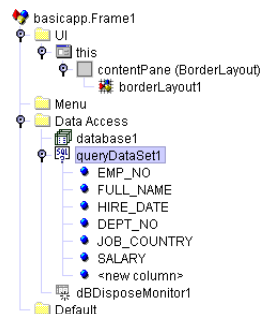 basicapp.Frame1
UI
this
contentPane (BorderLayout)
borderLayout1
Menu
Data Access
database1
SQL queryDataSet1
EMP_NO
FULL_NAME
HIRE_DATE
DEPT_NO
JOB_COUNTRY
SALARY
<new column>
dBDisposeMonitor1
Default